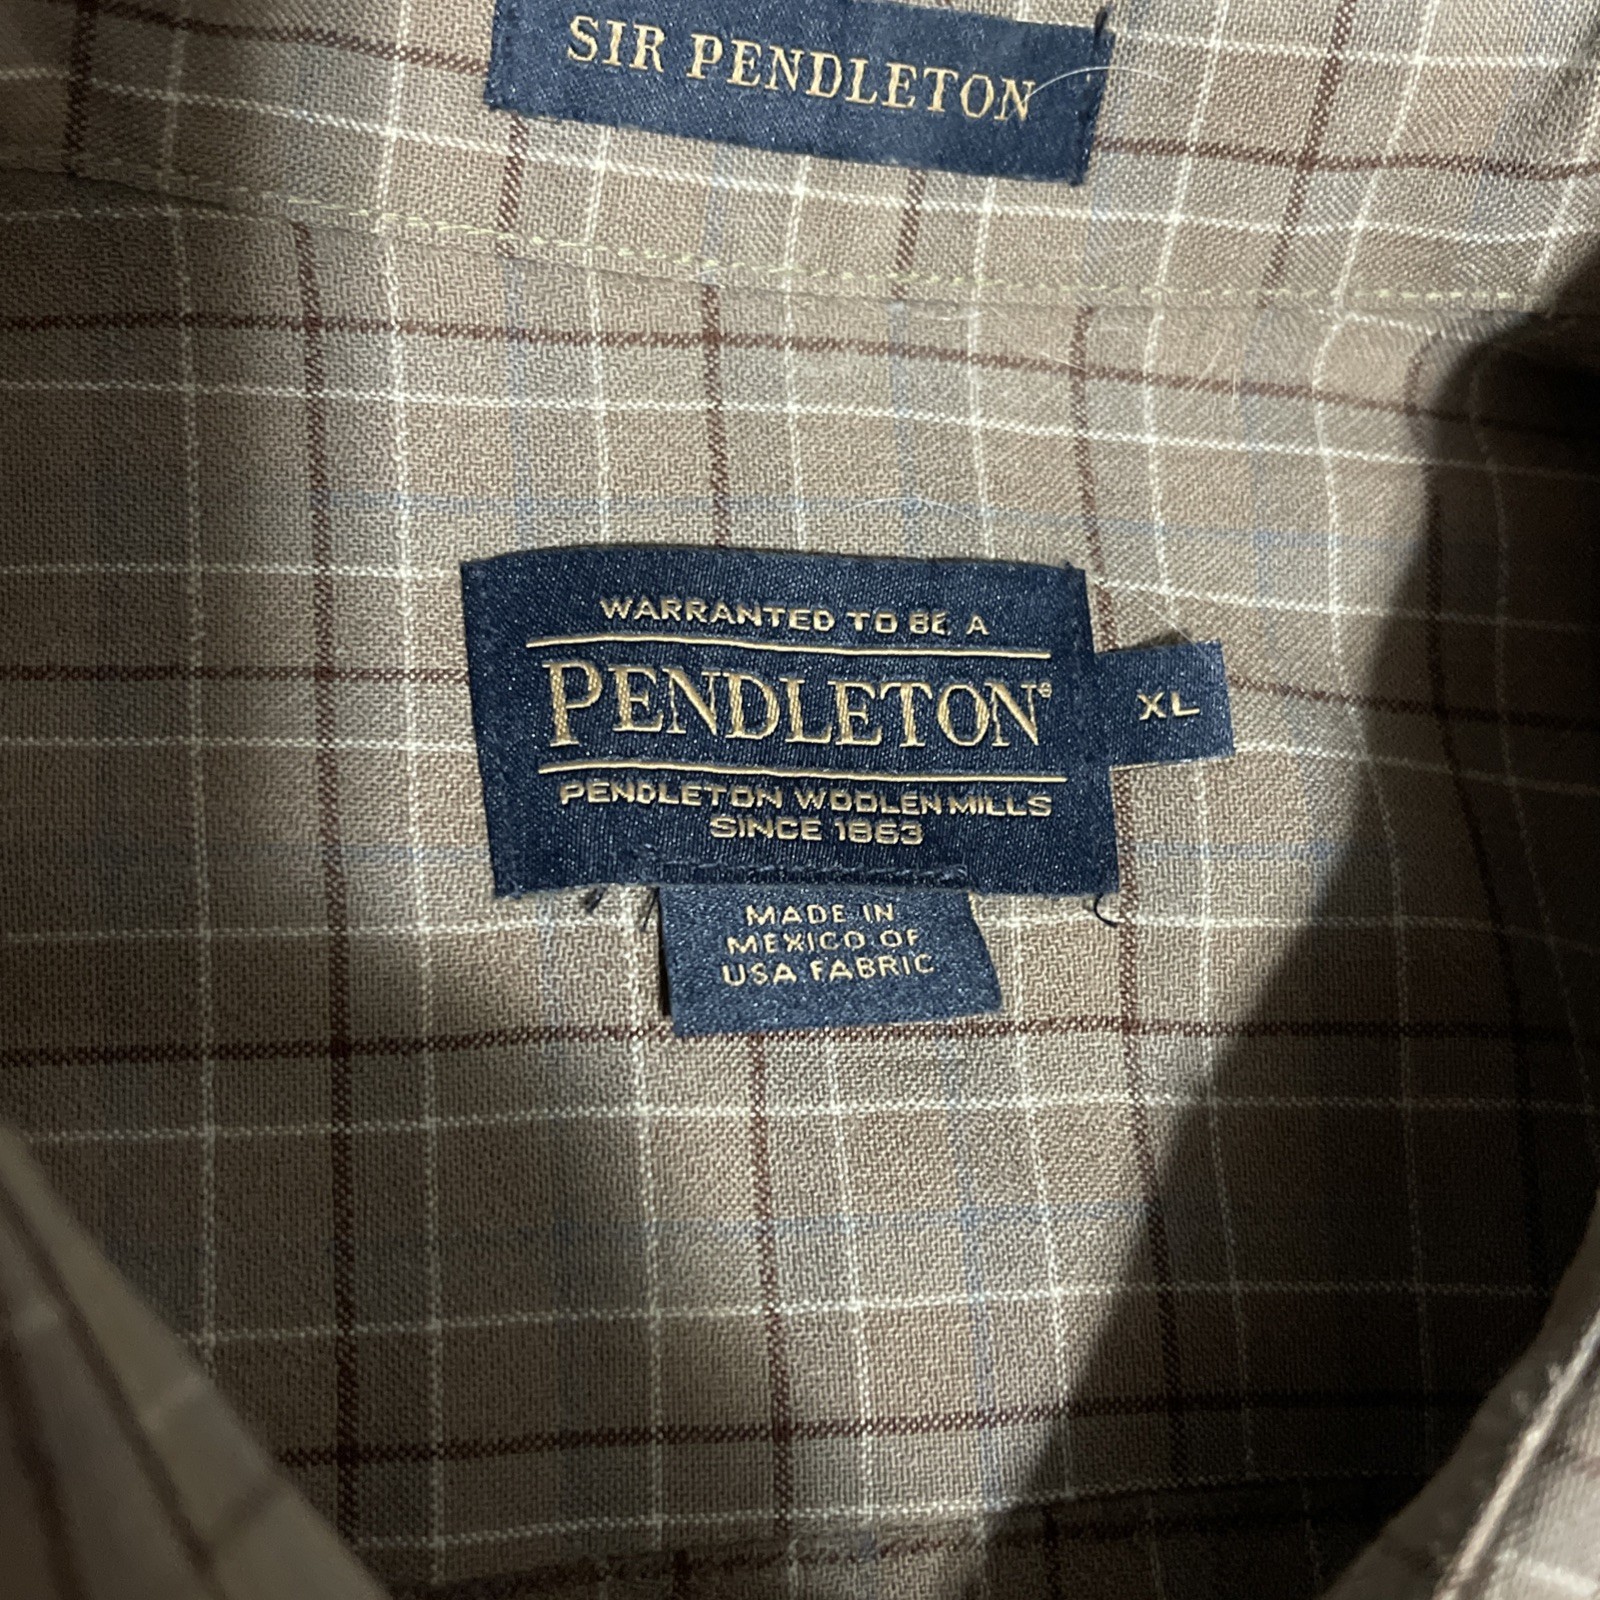 SIR PENDLETON
WARRANTED TO BE A
PENDLETON®
XL
PENDLETON WOOLEN MILLS
SINCE 1863
MADE IN
MEXICO OF
USA FABRIC